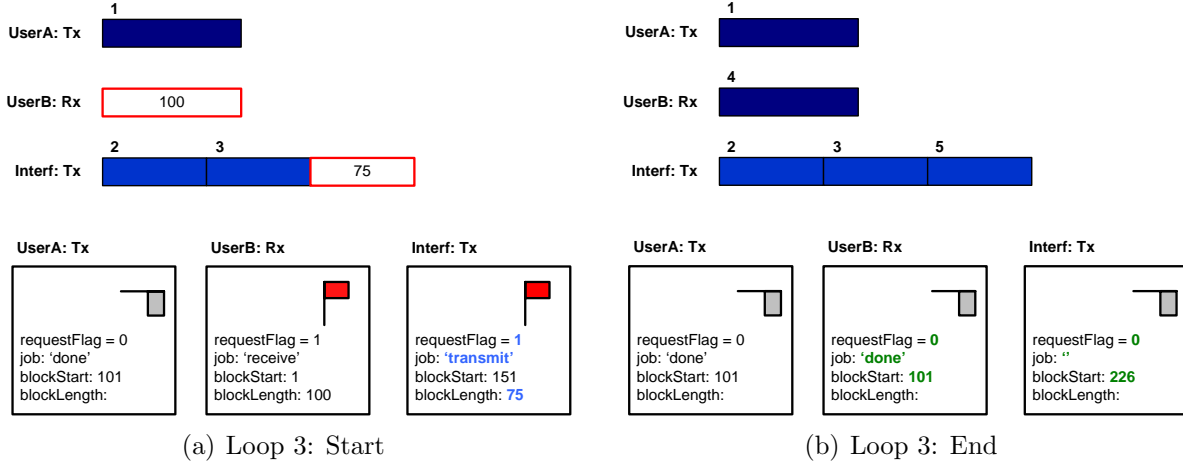 1
UserA: Tx
UserB: Rx
100
2 3
Interf: Tx
75
UserA: Tx
requestFlag = 0
job: ‘done’
blockStart: 101
blockLength:
UserB: Rx
requestFlag = 1
job: ‘receive’
blockStart: 1
blockLength: 100
Interf: Tx
requestFlag = 1
job: ‘transmit’
blockStart: 151
blockLength: 75
(a) Loop 3: Start
1
UserA: Tx
4
UserB: Rx
2 3 5
Interf: Tx
UserA: Tx
requestFlag = 0
job: ‘done’
blockStart: 101
blockLength:
UserB: Rx
requestFlag = 0
job: ‘done’
blockStart: 101
blockLength:
Interf: Tx
requestFlag = 0
job: ‘’
blockStart: 226
blockLength:
(b) Loop 3: End